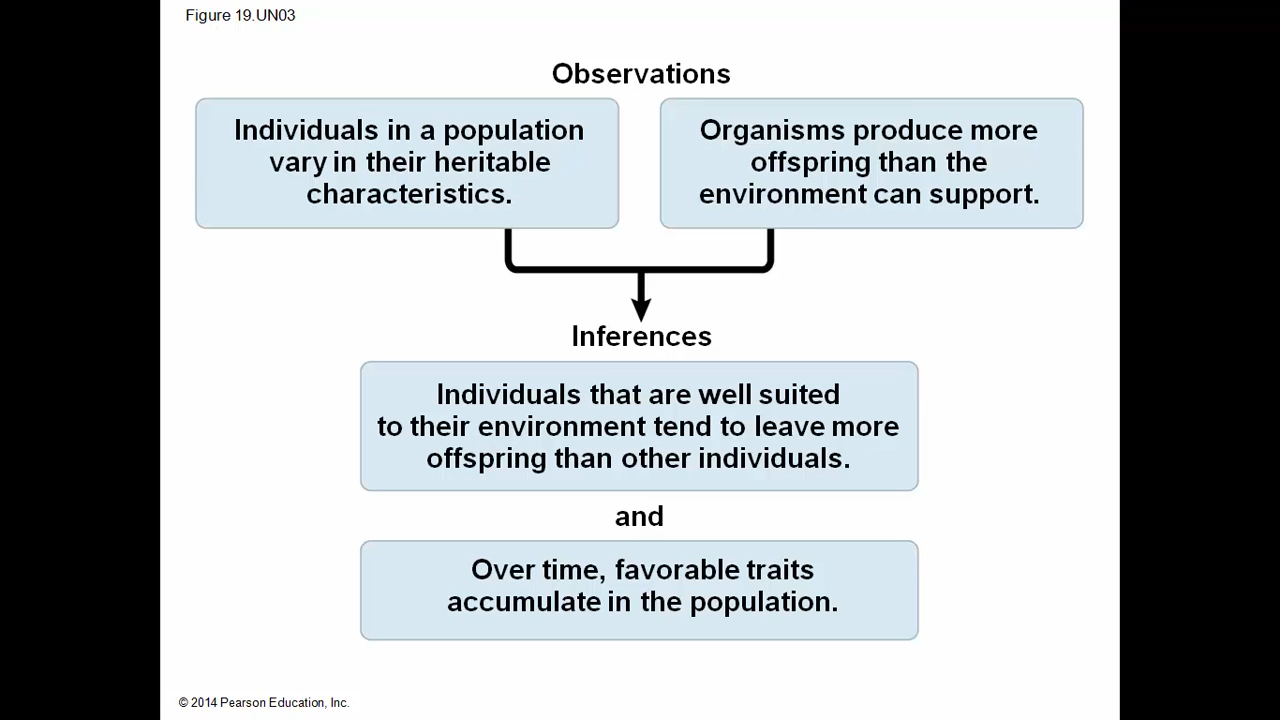 Figure 19.UN03
Observations
Individuals in a population
vary in their heritable
characteristics.
Organisms produce more
offspring than the
environment can support.
Inferences
Individuals that are well suited
to their environment tend to leave more
offspring than other individuals.
and
Over time, favorable traits
accumulate in the population.
© 2014 Pearson Education, Inc.